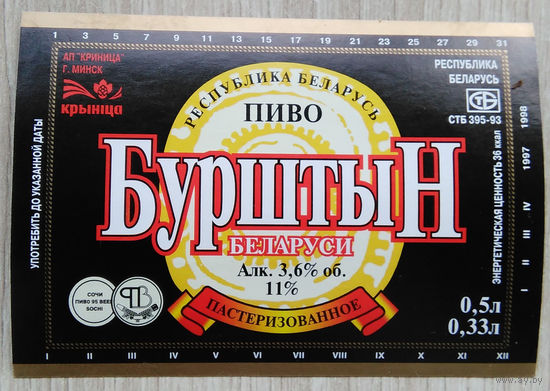 1 3 5 7 9 11 13 15 17 19 21 23 25 27 29 31
АП "КРИНИЦА"
Г. МИНСК
крыніца
РЕСПУБЛИКА БЕЛАРУСЬ
РЕСПУБЛИКА
БЕЛАРУСЬ
СТБ 395-93
ПИВО
БУРШТЫН
БЕЛАРУСИ
Алк. 3,6% об.
11%
ПАСТЕРИЗОВАННОЕ
УПОТРЕБИТЬ ДО УКАЗАННОЙ ДАТЫ
ЭНЕРГЕТИЧЕСКАЯ ЦЕННОСТЬ 36 ккал
I II III IV 1997 1998
СОЧИ
ПИВО 95 BEER
SOCHI
0,5л
0,33л
I II III IV V VI VII VIII IX X XI XII
www.ay.by